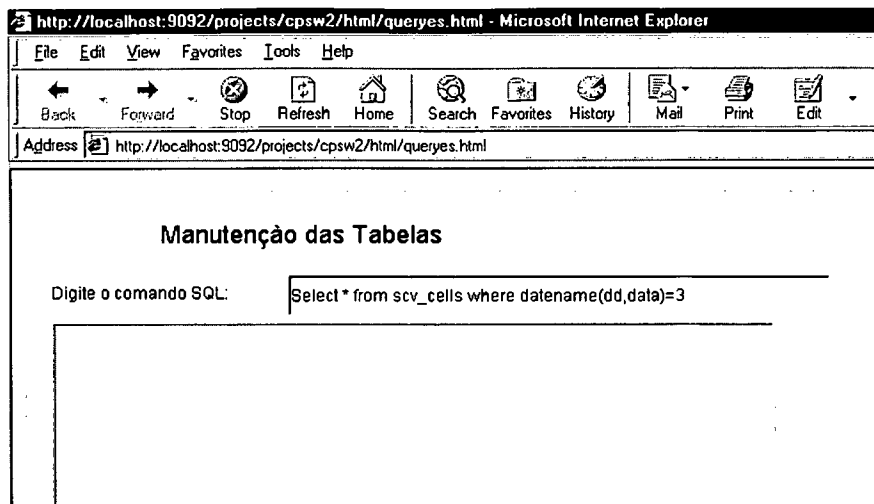 http://localhost:9092/projects/cpsw2/html/queryes.html - Microsoft Internet Explorer
File Edit View Favorites Tools Help
Back Forward Stop Refresh Home Search Favorites History Mail Print Edit
Address http://localhost:9092/projects/cpsw2/html/queryes.html
Manutenção das Tabelas
Digite o comando SQL: Select * from scv_cells where datename(dd,data)=3